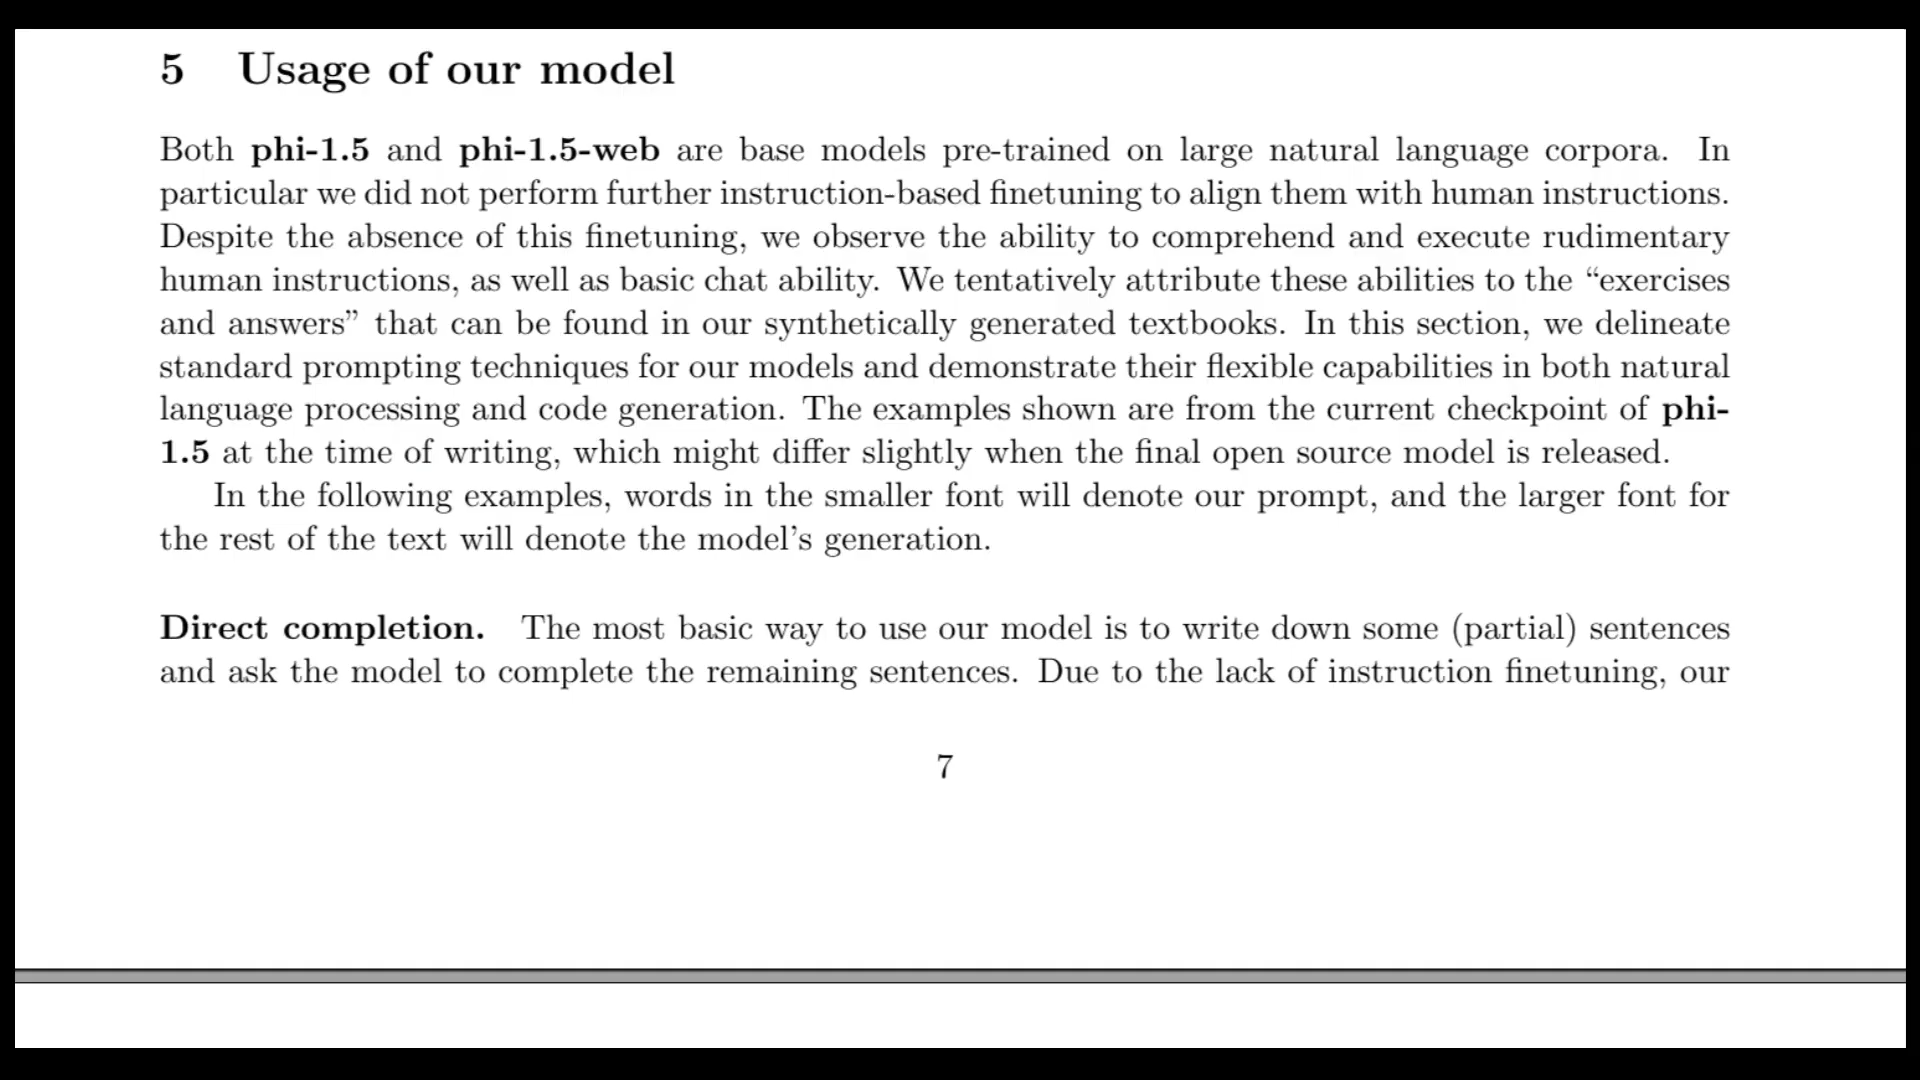 5 Usage of our model
Both phi-1.5 and phi-1.5-web are base models pre-trained on large natural language corpora. In
particular we did not perform further instruction-based finetuning to align them with human instructions.
Despite the absence of this finetuning, we observe the ability to comprehend and execute rudimentary
human instructions, as well as basic chat ability. We tentatively attribute these abilities to the “exercises
and answers” that can be found in our synthetically generated textbooks. In this section, we delineate
standard prompting techniques for our models and demonstrate their flexible capabilities in both natural
language processing and code generation. The examples shown are from the current checkpoint of phi-
1.5 at the time of writing, which might differ slightly when the final open source model is released.
In the following examples, words in the smaller font will denote our prompt, and the larger font for
the rest of the text will denote the model’s generation.
Direct completion. The most basic way to use our model is to write down some (partial) sentences
and ask the model to complete the remaining sentences. Due to the lack of instruction finetuning, our
7